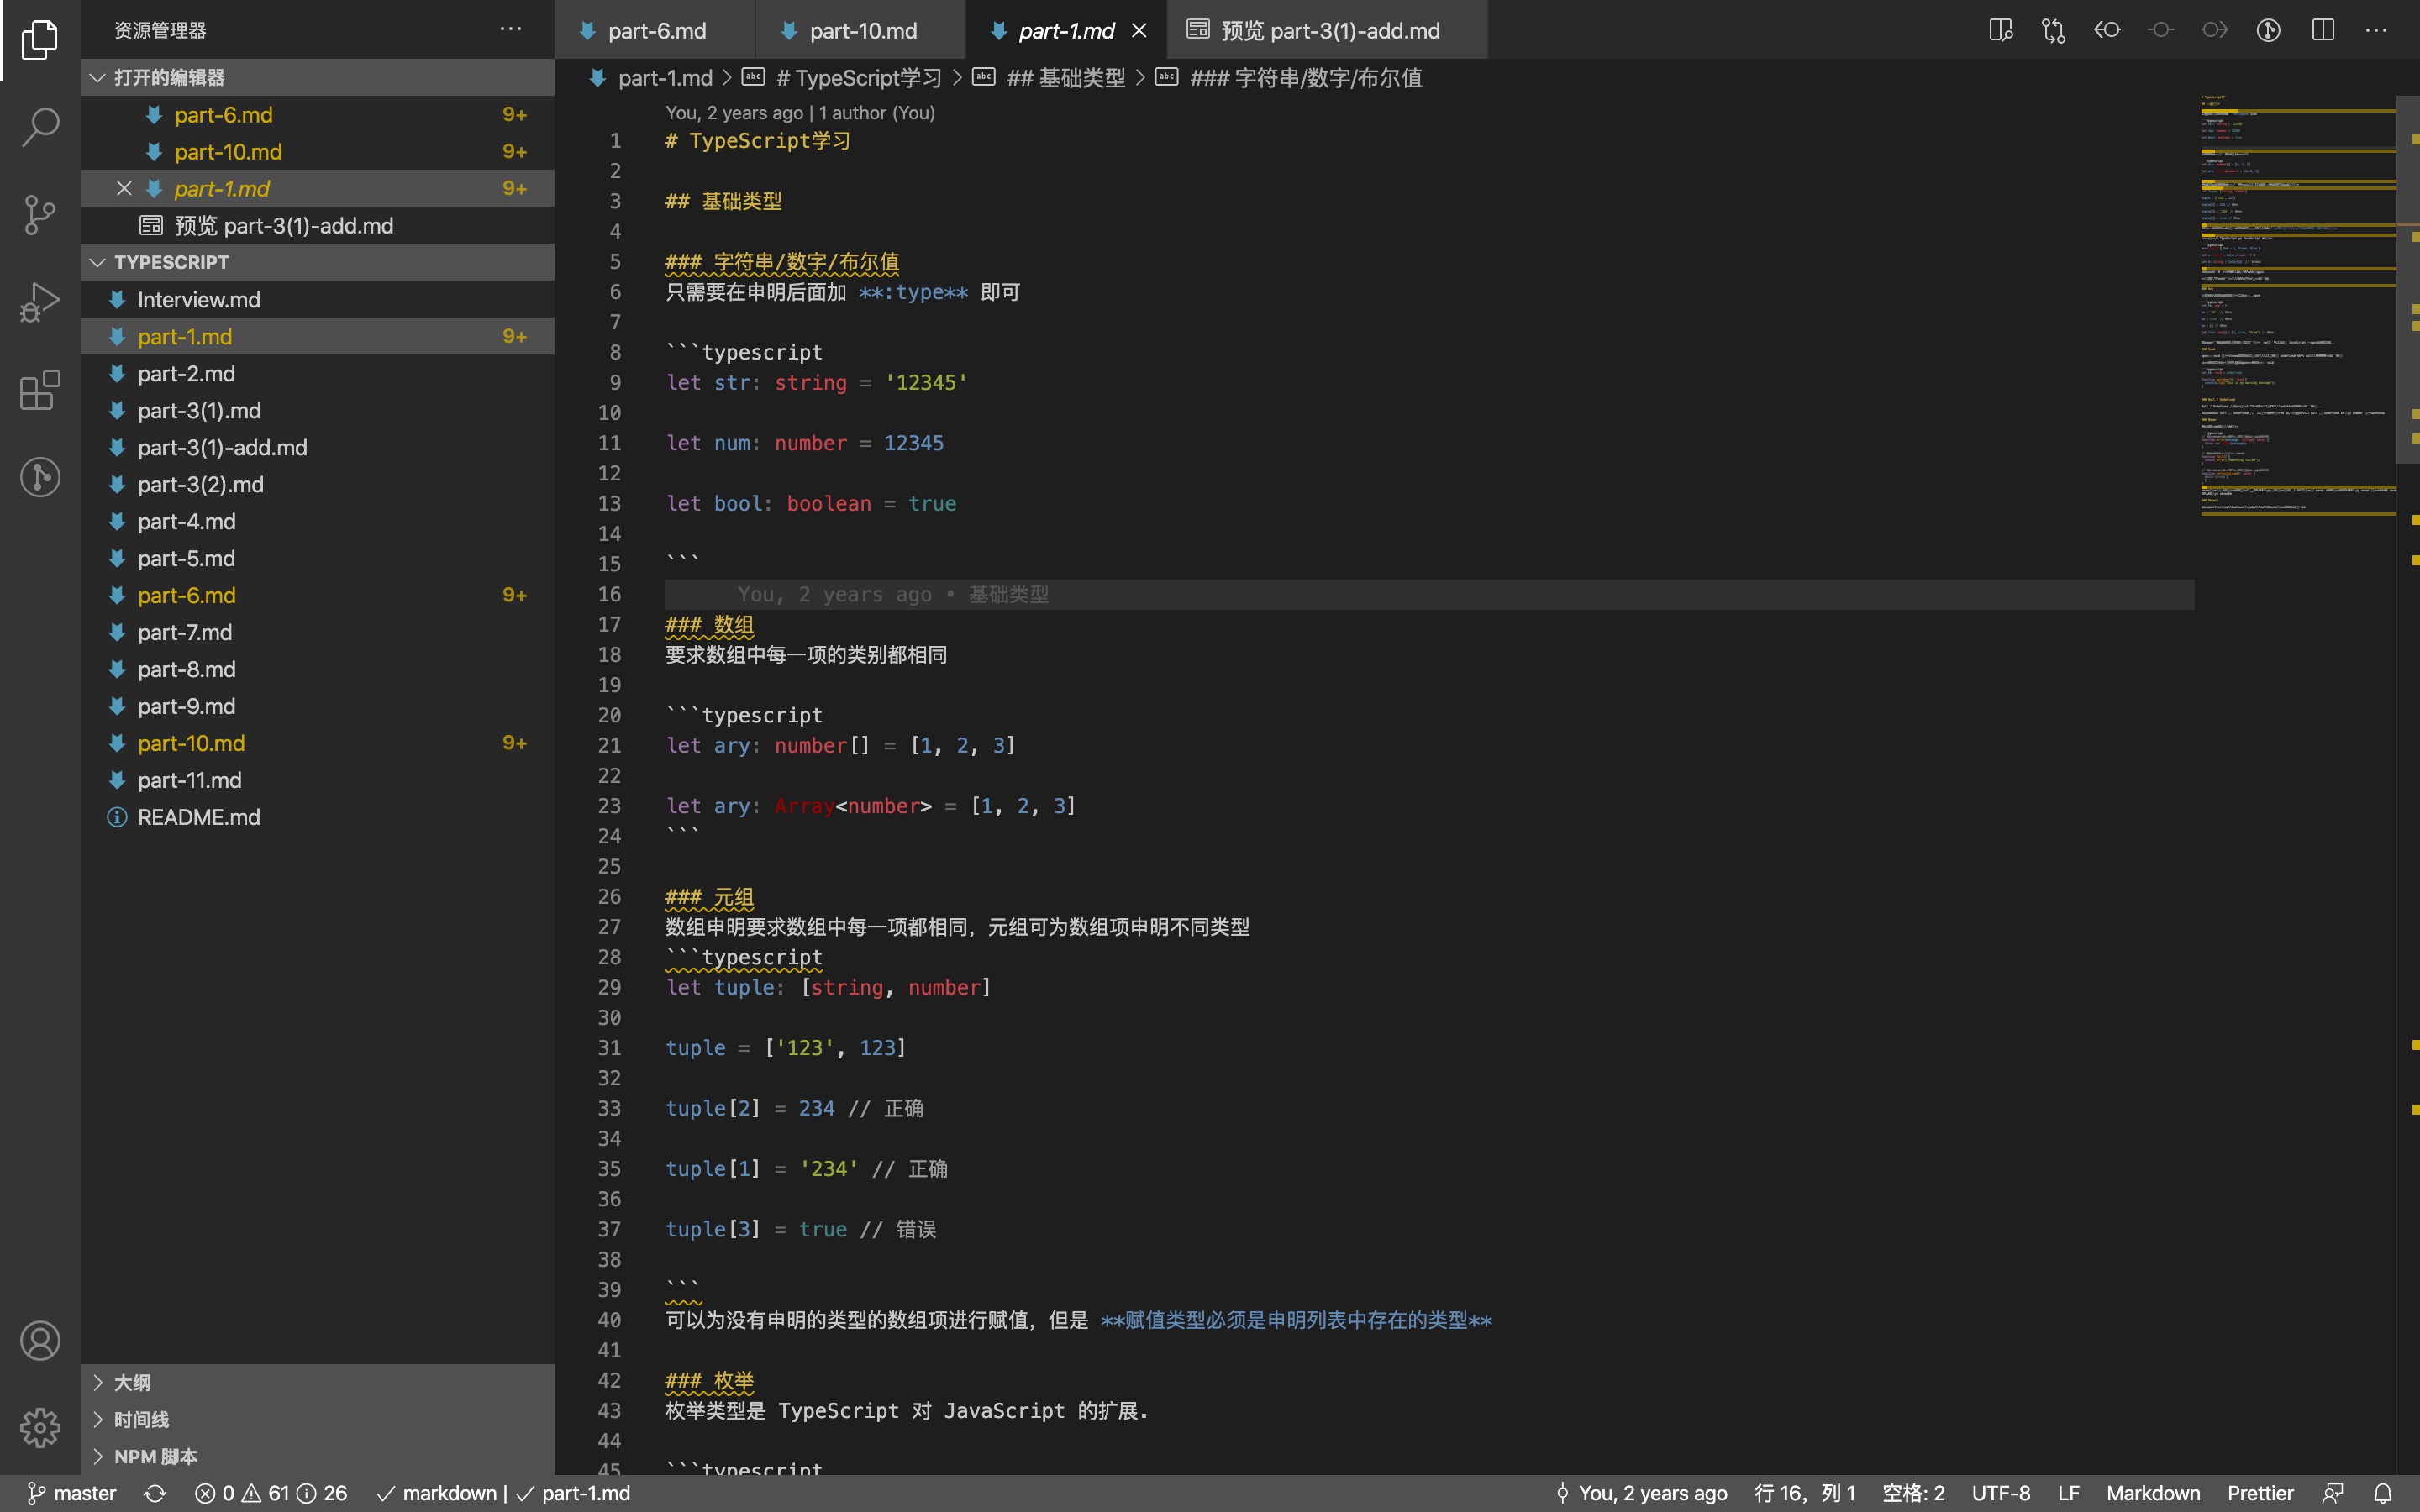 资源管理器
···
打开的编辑器
part-6.md 9+
part-10.md 9+
part-1.md 9+
预览 part-3(1)-add.md
TYPESCRIPT
Interview.md
part-1.md 9+
part-2.md
part-3(1).md
part-3(1)-add.md
part-3(2).md
part-4.md
part-5.md
part-6.md 9+
part-7.md
part-8.md
part-9.md
part-10.md 9+
part-11.md
README.md
大纲
时间线
NPM 脚本
part-6.md part-10.md part-1.md 预览 part-3(1)-add.md
part-1.md > # TypeScript学习 > ## 基础类型 > ### 字符串/数字/布尔值
You, 2 years ago | 1 author (You)
1 # TypeScript学习
2
3 ## 基础类型
4
5 ### 字符串/数字/布尔值
6 只需要在申明后面加 **:type** 即可
7
8 ```typescript
9 let str: string = '12345'
10
11 let num: number = 12345
12
13 let bool: boolean = true
14
15 ```
16 You, 2 years ago • 基础类型
17 ### 数组
18 要求数组中每一项的类别都相同
19
20 ```typescript
21 let ary: number[] = [1, 2, 3]
22
23 let ary: Array<number> = [1, 2, 3]
24 ```
25
26 ### 元组
27 数组申明要求数组中每一项都相同，元组可为数组项申明不同类型
28 ```typescript
29 let tuple: [string, number]
30
31 tuple = ['123', 123]
32
33 tuple[2] = 234 // 正确
34
35 tuple[1] = '234' // 正确
36
37 tuple[3] = true // 错误
38
39 ```
40 可以为没有申明的类型的数组项进行赋值，但是 **赋值类型必须是申明列表中存在的类型**
41
42 ### 枚举
43 枚举类型是 TypeScript 对 JavaScript 的扩展.
44
45 ```typescript
master 0 61 26 markdown | part-1.md You, 2 years ago 行 16，列 1 空格: 2 UTF-8 LF Markdown Prettier